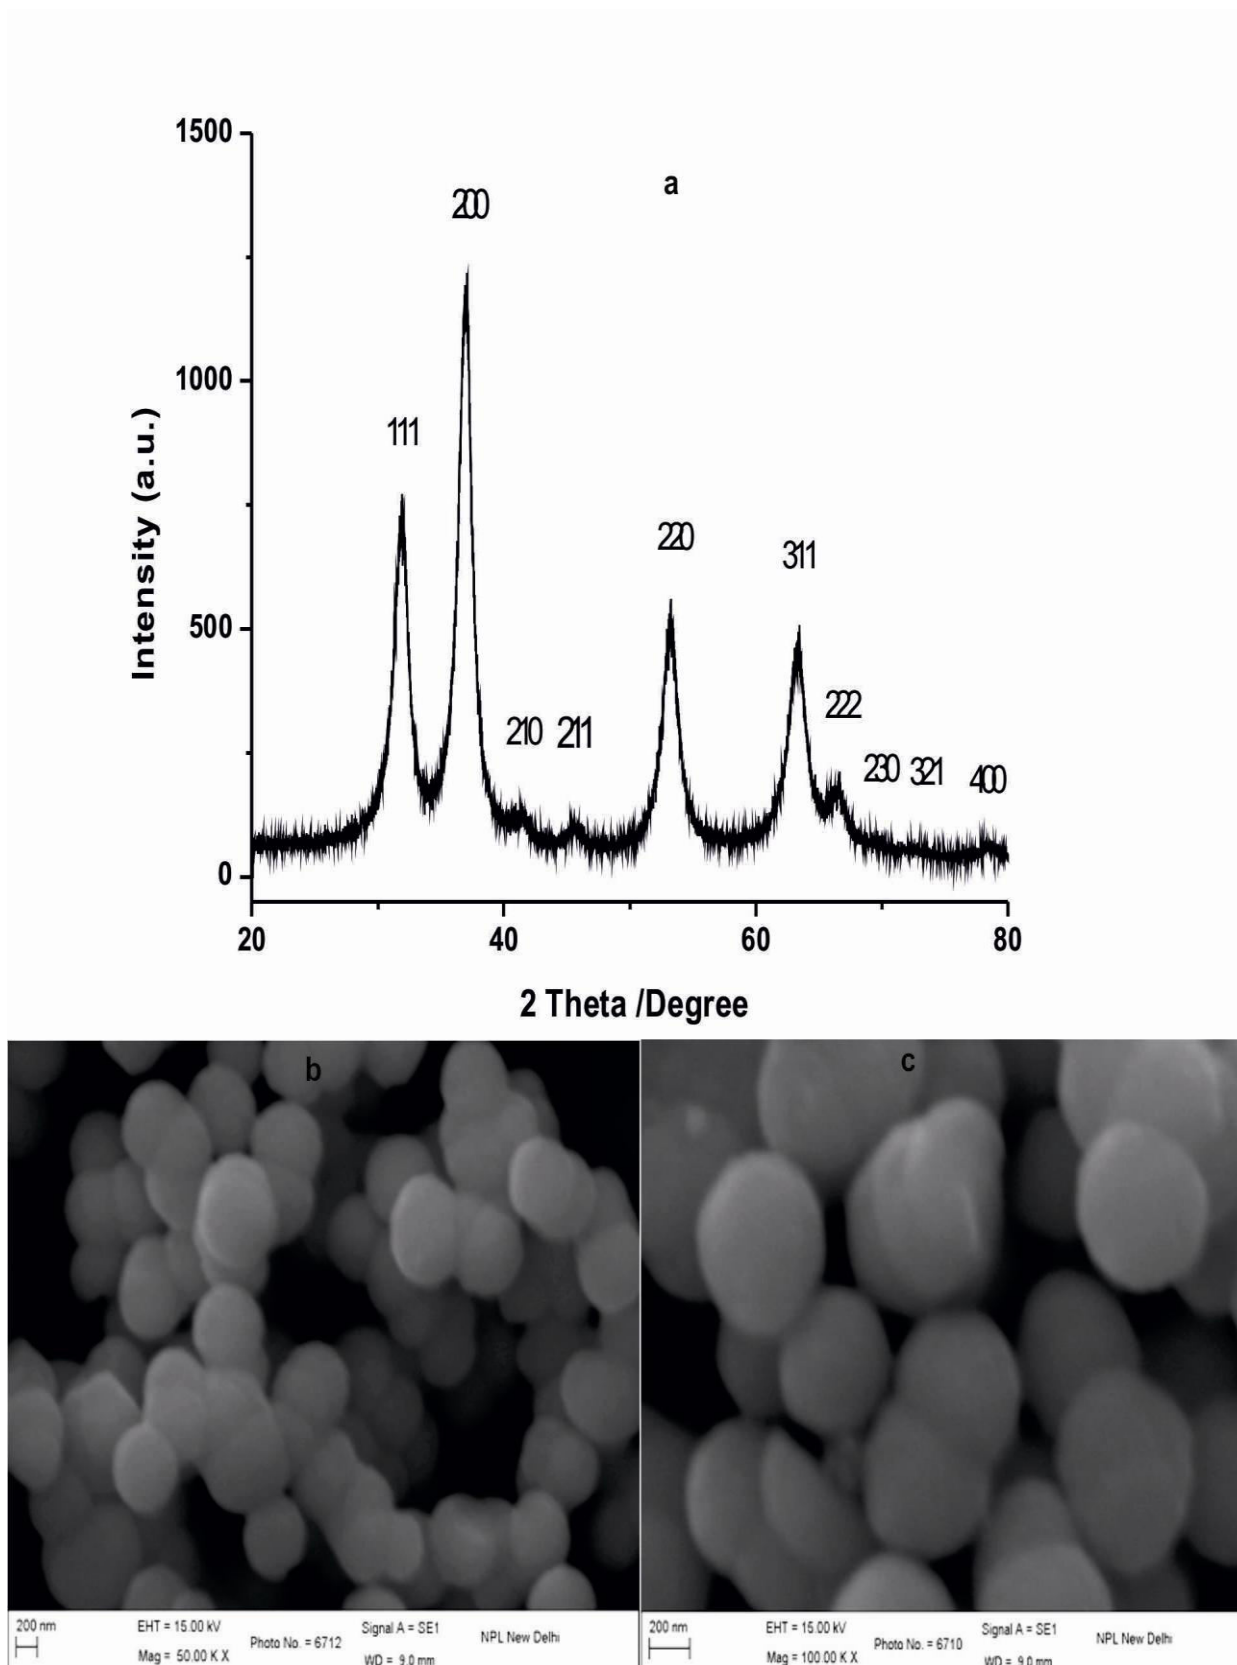 1500
a
200
1000
111
Intensity (a.u.)
220
311
500
222
210
211
230
321
400
0
20
40
60
80
2 Theta /Degree
b
c
200 nm
EHT = 15.00 kV
Mag = 50.00 K X
Photo No. = 6712
Signal A = SE1
WD = 9.0 mm
NPL New Delhi
200 nm
EHT = 15.00 kV
Mag = 100.00 K X
Photo No. = 6710
Signal A = SE1
WD = 9.0 mm
NPL New Delhi